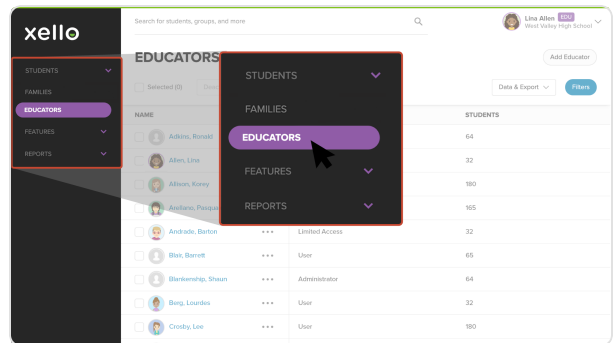 xello
Search for students, groups, and more
Lina Allen EDU
West Valley High School
STUDENTS
FAMILIES
EDUCATORS
FEATURES
REPORTS
EDUCATORS
Add Educator
Selected (0)
Data & Export
Filters
STUDENTS
FAMILIES
EDUCATORS
FEATURES
REPORTS
NAME STUDENTS
Adkins, Ronald 64
Allen, Lina 32
Allison, Korey 180
Arellano, Pasqua 165
Andrade, Barton Limited Access 32
Blair, Barrett User 65
Blankenship, Shaun Administrator 64
Berg, Lourdes User 32
Crosby, Lee User 180